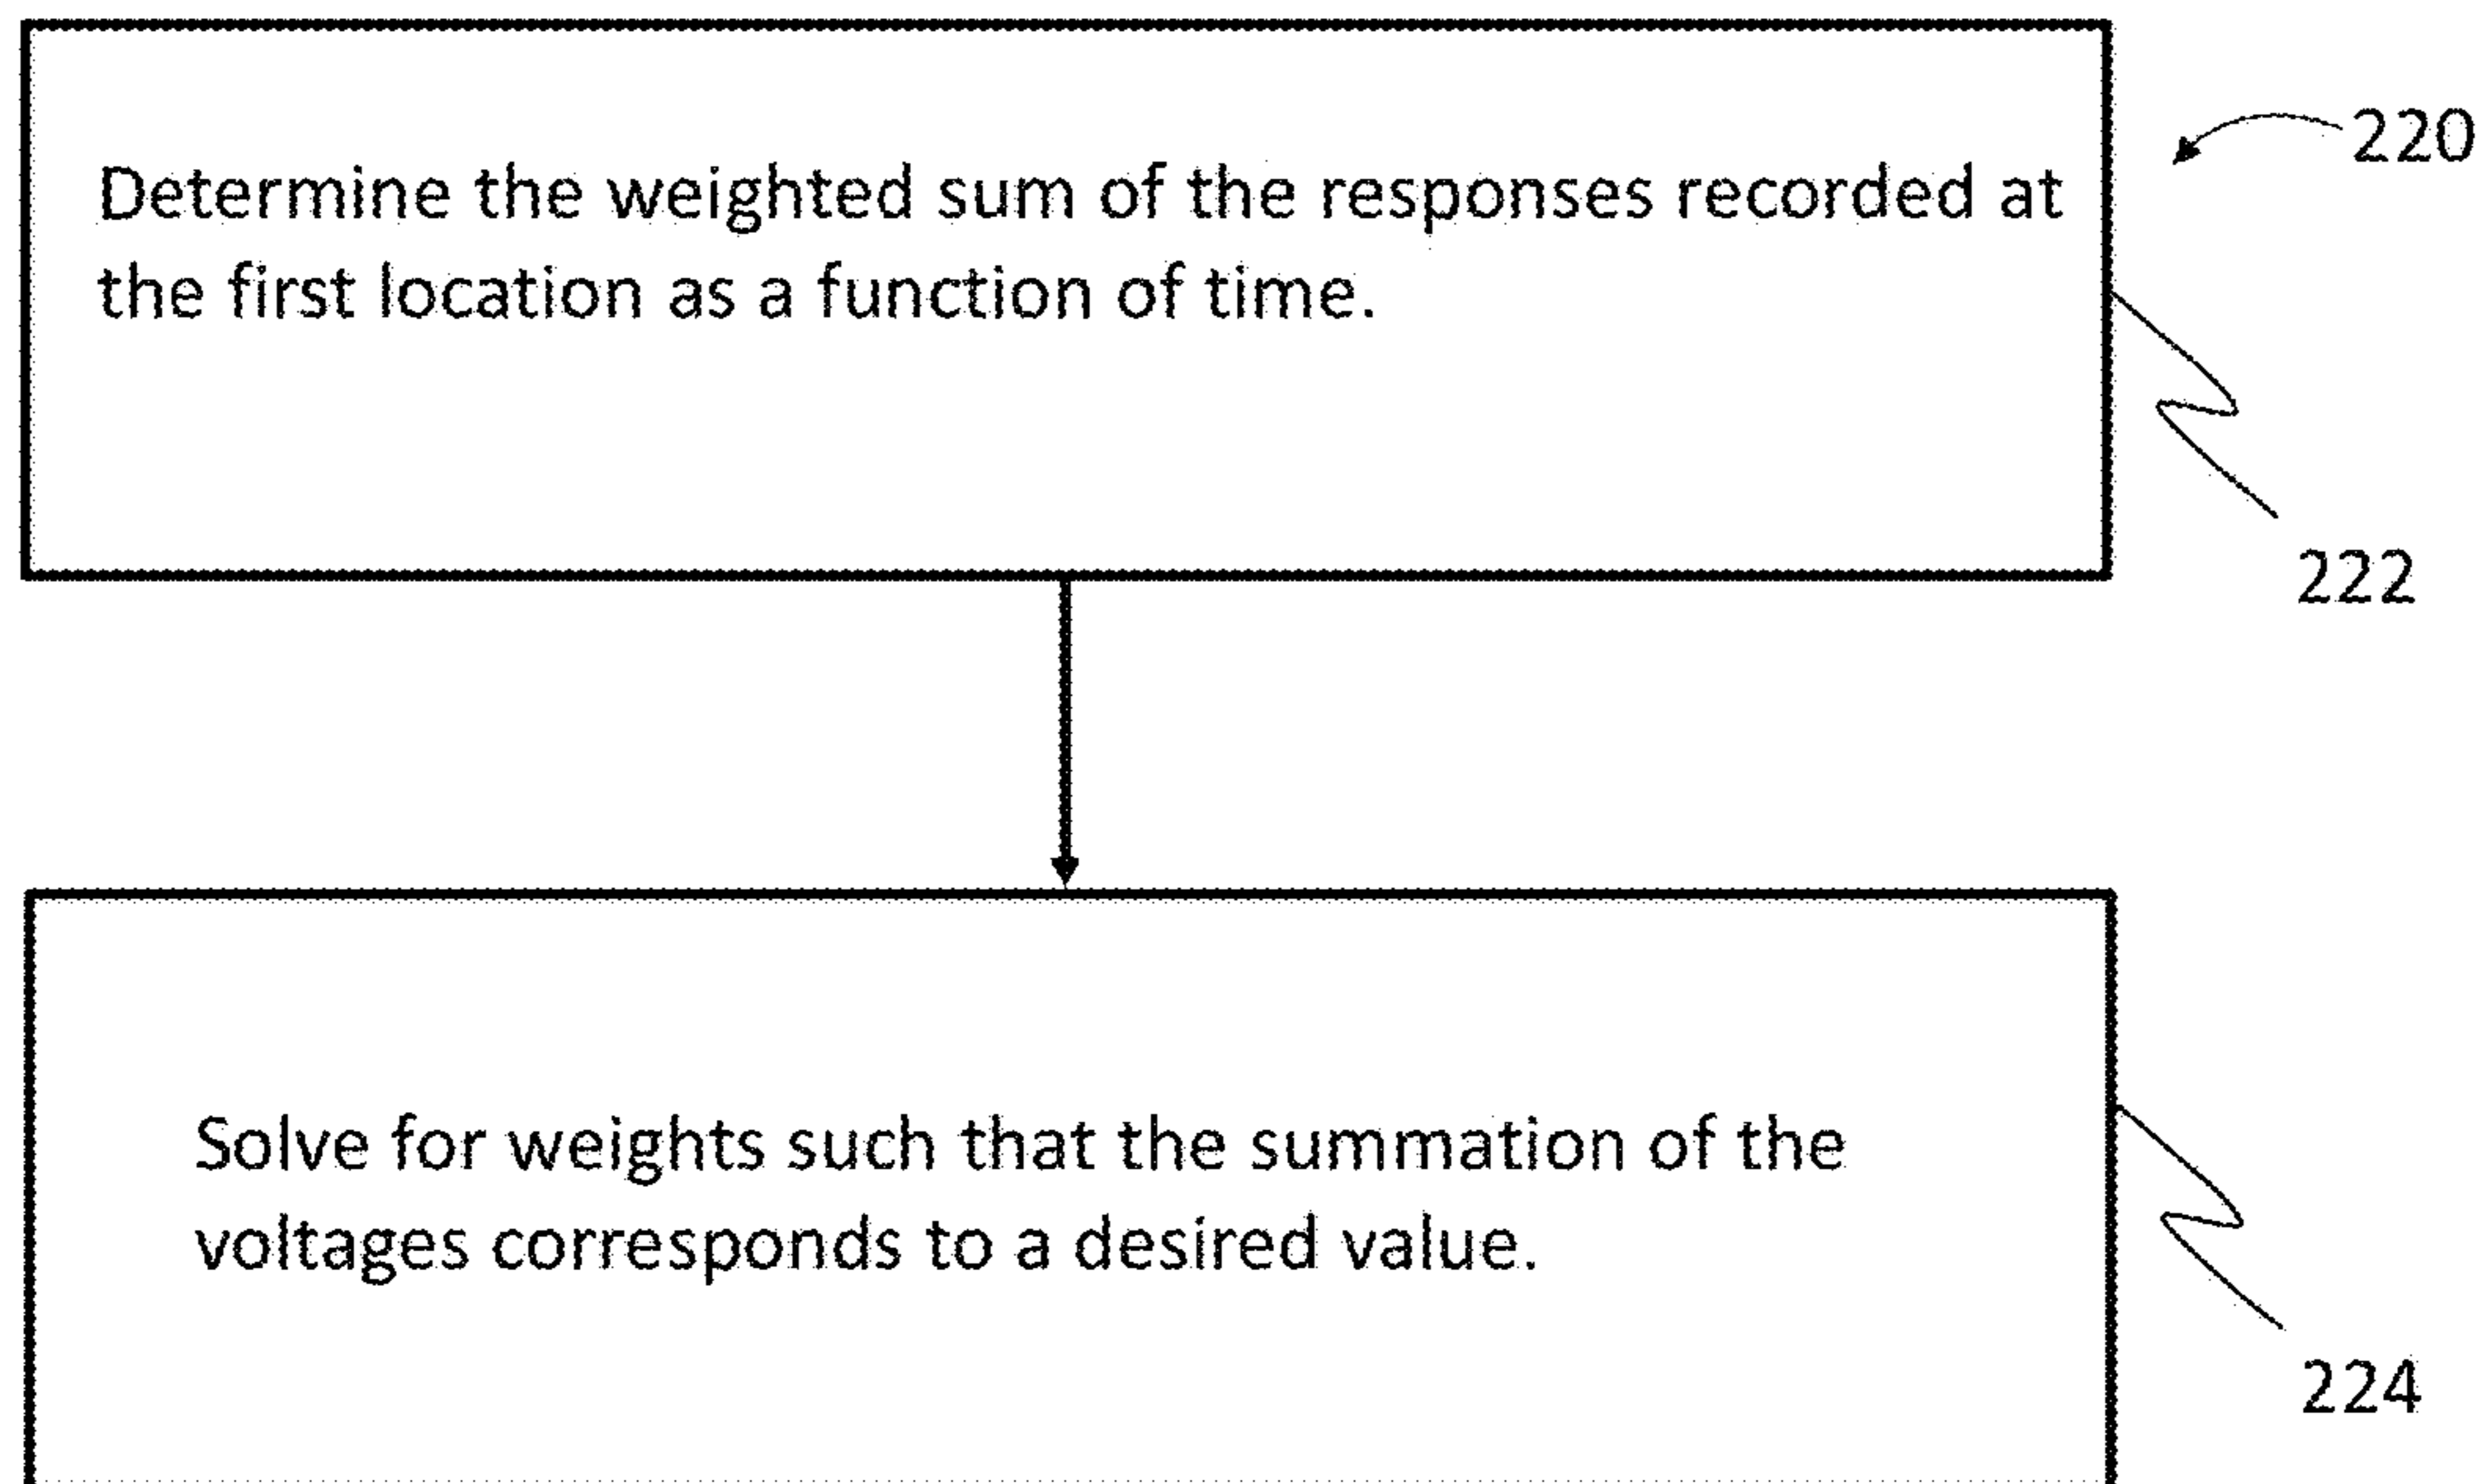 220
Determine the weighted sum of the responses recorded at
the first location as a function of time.
222
Solve for weights such that the summation of the
voltages corresponds to a desired value.
224